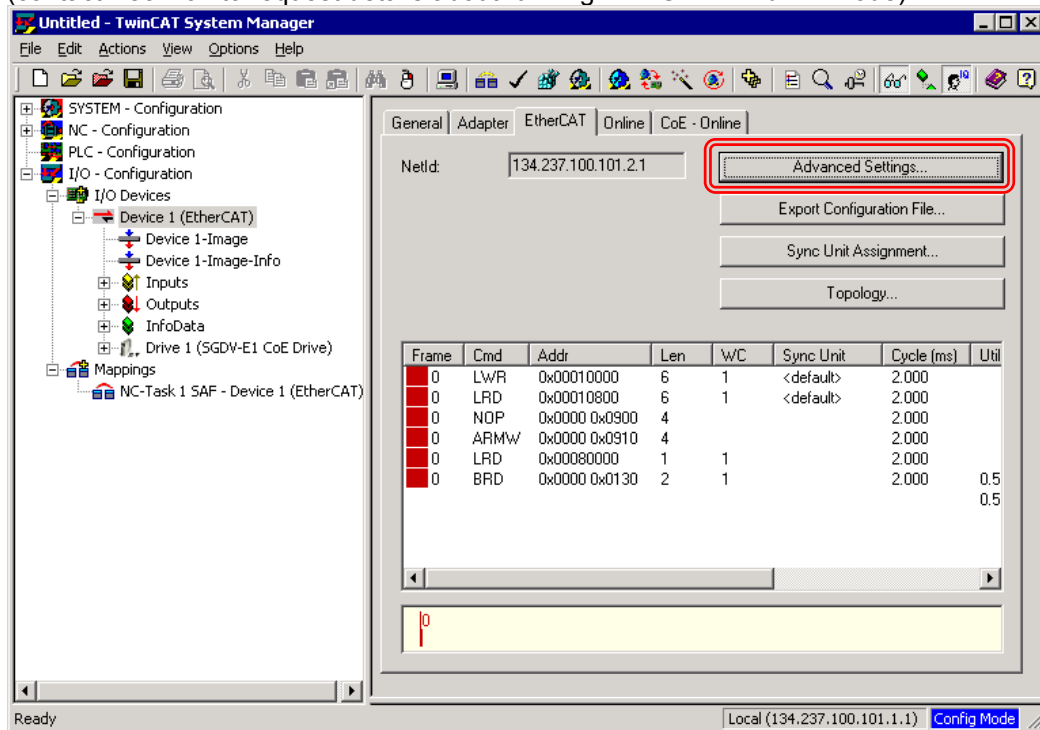 Untitled - TwinCAT System Manager
File Edit Actions View Options Help
SYSTEM - Configuration
NC - Configuration
PLC - Configuration
I/O - Configuration
I/O Devices
Device 1 (EtherCAT)
Device 1-Image
Device 1-Image-Info
Inputs
Outputs
InfoData
Drive 1 (SGDV-E1 CoE Drive)
Mappings
NC-Task 1 SAF - Device 1 (EtherCAT)
General Adapter EtherCAT Online CoE - Online
NetId: 134.237.100.101.2.1
Advanced Settings...
Export Configuration File...
Sync Unit Assignment...
Topology...
Frame Cmd Addr Len WC Sync Unit Cycle (ms) Util
0 LWR 0x00010000 6 1 <default> 2.000
0 LRD 0x00010800 6 1 <default> 2.000
0 NOP 0x0000 0x0900 4 2.000
0 ARMW 0x0000 0x0910 4 2.000
0 LRD 0x00080000 1 1 2.000
0 BRD 0x0000 0x0130 2 1 2.000 0.5
0.5
0
Ready
Local (134.237.100.101.1.1) Config Mode